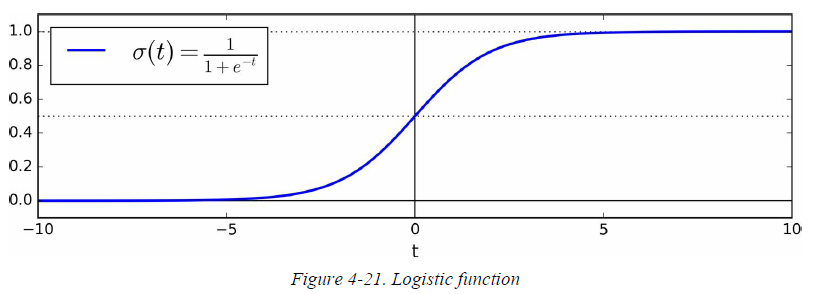 1.0
0.8
0.6
0.4
0.2
0.0
σ(t) = 1/(1 + e^{-t})
−10 −5 0 5 10
t
Figure 4-21. Logistic function